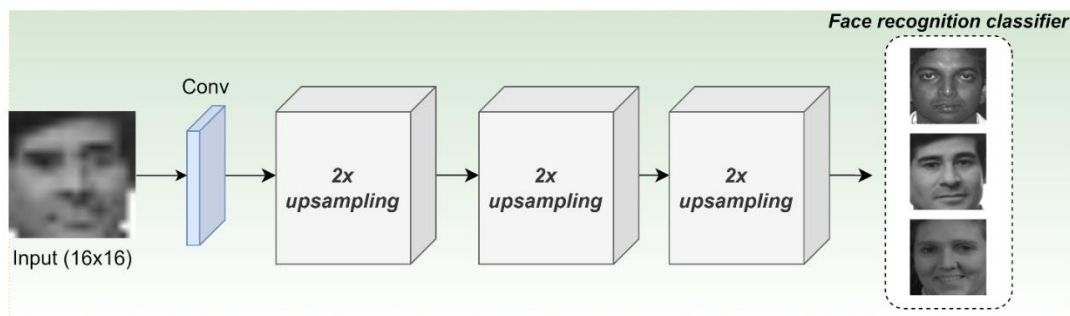 Face recognition classifier
Conv
2x
upsampling
2x
upsampling
2x
upsampling
Input (16x16)